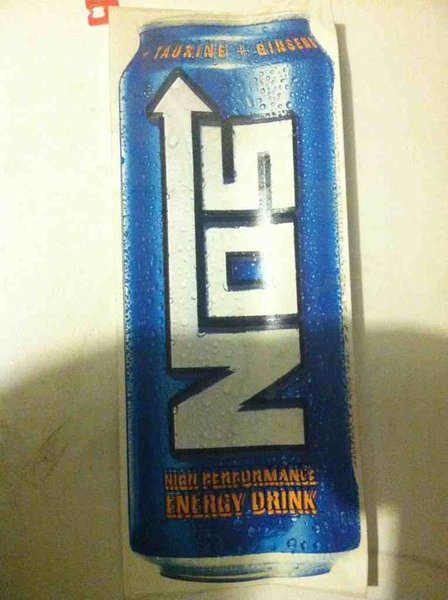 + TAURINE + GINSENG
NOS
HIGH PERFORMANCE
ENERGY DRINK